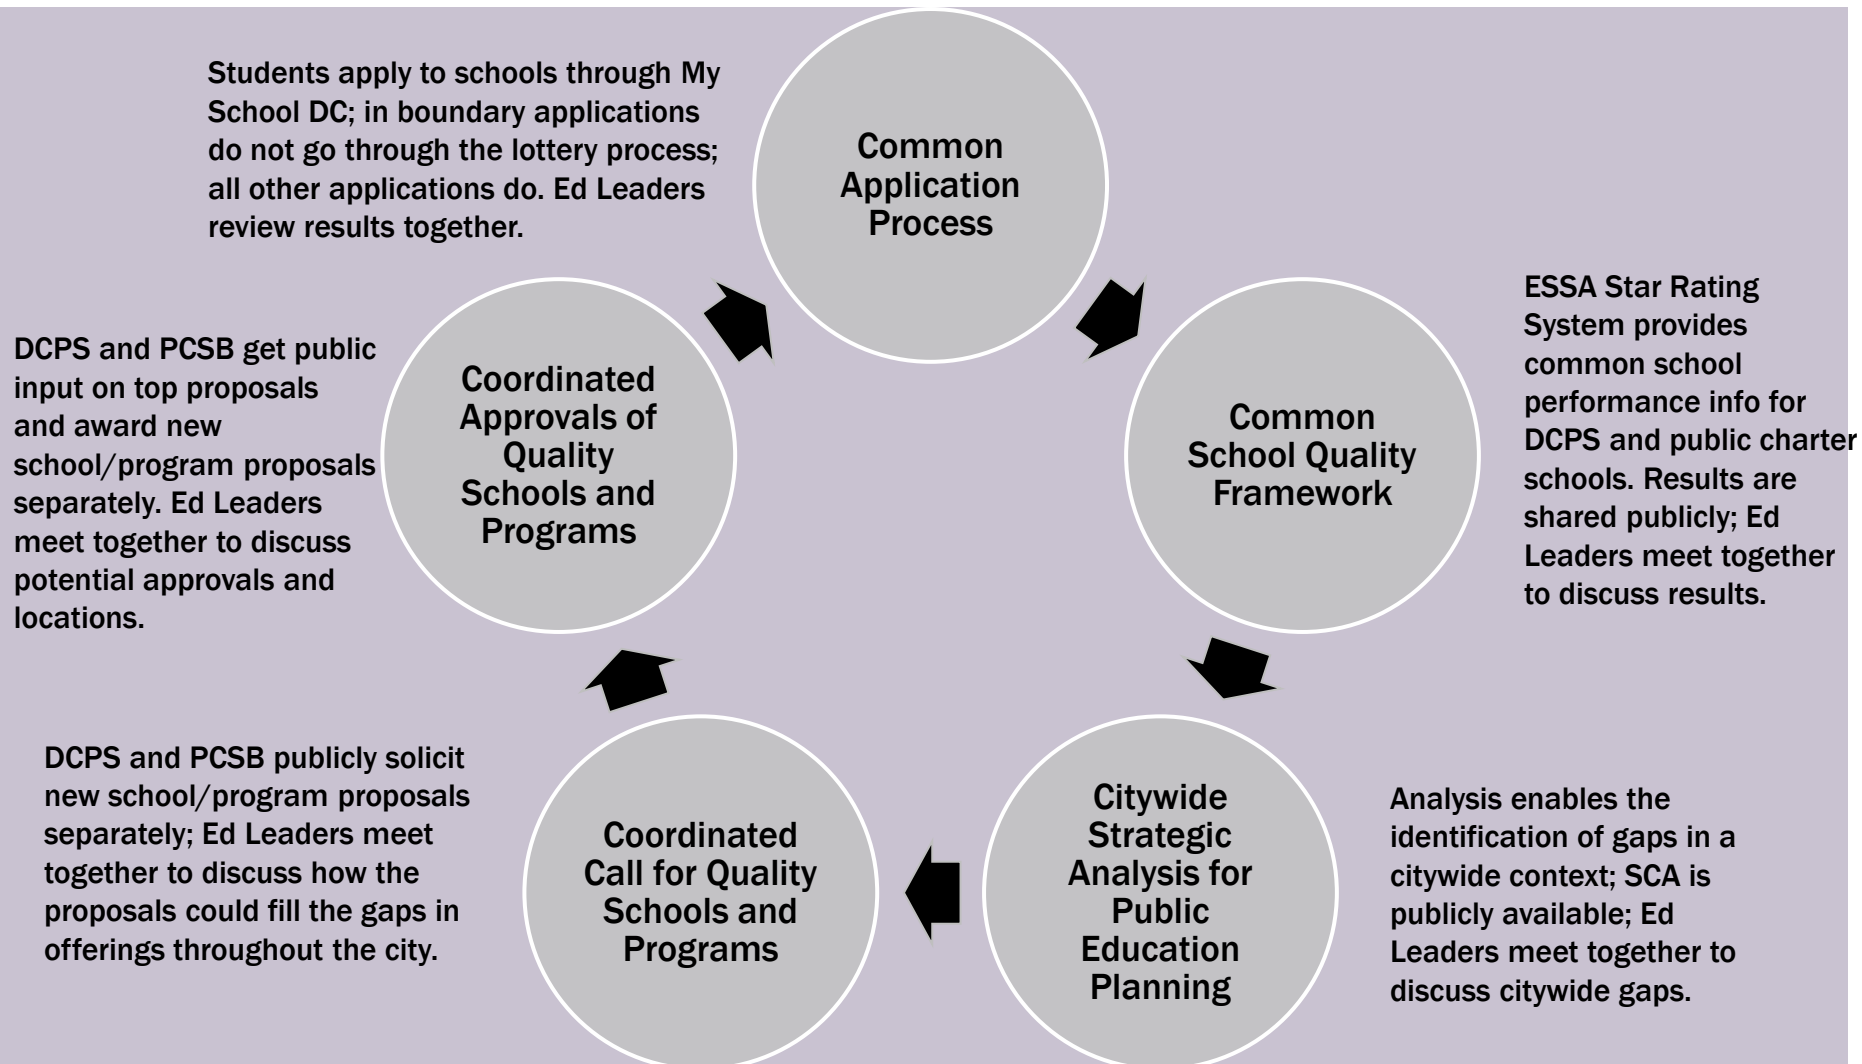 Students apply to schools through My
School DC; in boundary applications
do not go through the lottery process;
all other applications do. Ed Leaders
review results together.
Common
Application
Process
ESSA Star Rating
System provides
common school
performance info for
DCPS and public charter
schools. Results are
shared publicly; Ed
Leaders meet together
to discuss results.
Common
School Quality
Framework
Analysis enables the
identification of gaps in a
citywide context; SCA is
publicly available; Ed
Leaders meet together to
discuss citywide gaps.
Citywide
Strategic
Analysis for
Public
Education
Planning
DCPS and PCSB publicly solicit
new school/program proposals
separately; Ed Leaders meet
together to discuss how the
proposals could fill the gaps in
offerings throughout the city.
Coordinated
Call for Quality
Schools and
Programs
DCPS and PCSB get public
input on top proposals
and award new
school/program proposals
separately. Ed Leaders
meet together to discuss
potential approvals and
locations.
Coordinated
Approvals of
Quality
Schools and
Programs